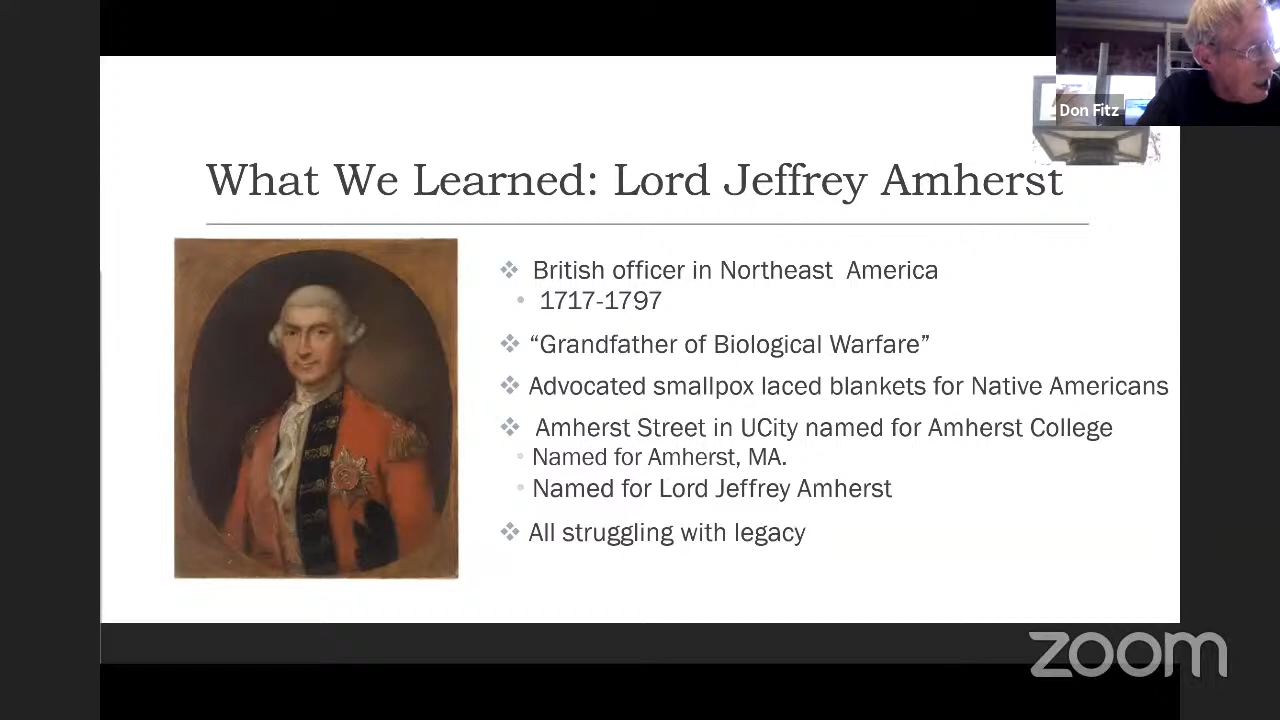 Don Fitz
What We Learned: Lord Jeffrey Amherst
❖ British officer in Northeast America
• 1717-1797
❖ “Grandfather of Biological Warfare”
❖ Advocated smallpox laced blankets for Native Americans
❖ Amherst Street in UCity named for Amherst College
• Named for Amherst, MA.
• Named for Lord Jeffrey Amherst
❖ All struggling with legacy
zoom